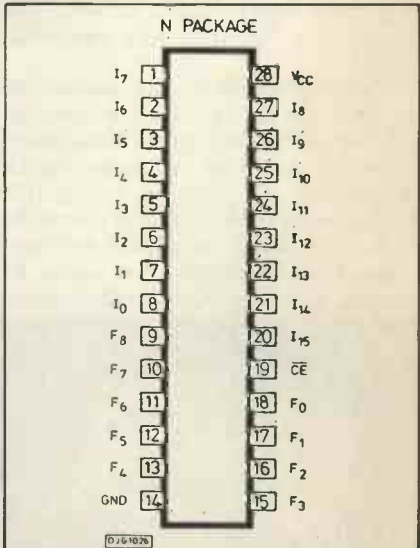 N PACKAGE
I7 1 28 VCC
I6 2 27 I8
I5 3 26 I9
I4 4 25 I10
I3 5 24 I11
I2 6 23 I12
I1 7 22 I13
I0 8 21 I14
F8 9 20 I15
F7 10 19 C̅E̅
F6 11 18 F0
F5 12 17 F1
F4 13 16 F2
GND 14 15 F3
DJG1026